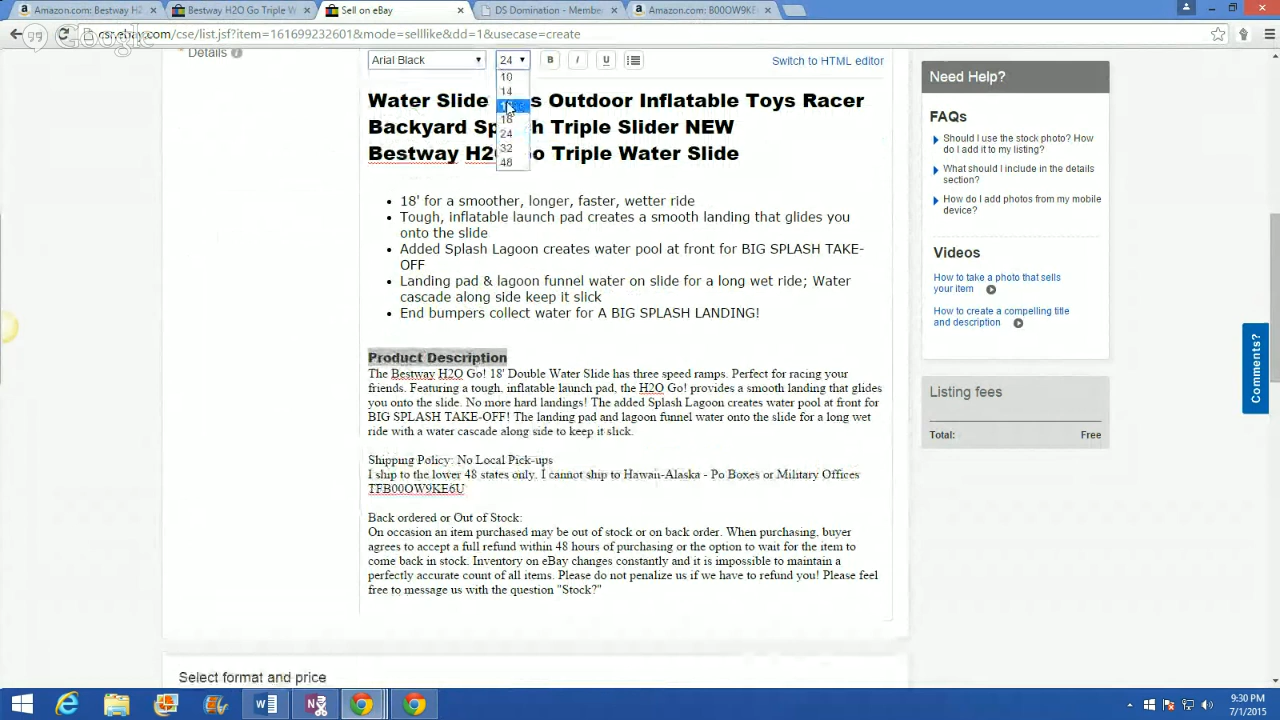 Amazon.com: Bestway H2
Bestway H2O Go Triple W
Sell on eBay
DS Domination - Membe
Amazon.com: B00OW9KE
csr.ebay.com/cse/list.jsf?item=161699232601&mode=selllike&dd=1&usecase=create
Google
* Details
Arial Black
24
B
I
U
Switch to HTML editor
10
14
18
24
32
48
Water Slide Outdoor Inflatable Toys Racer
Backyard Triple Slider NEW
Bestway Triple Water Slide
18' for a smoother, longer, faster, wetter ride
Tough, inflatable launch pad creates a smooth landing that glides you
onto the slide
Added Splash Lagoon creates water pool at front for BIG SPLASH TAKE-
OFF
Landing pad & lagoon funnel water on slide for a long wet ride; Water
cascade along side keep it slick
End bumpers collect water for A BIG SPLASH LANDING!
Product Description
The Bestway H2O Go! 18' Double Water Slide has three speed ramps. Perfect for racing your
friends. Featuring a tough, inflatable launch pad, the H2O Go! provides a smooth landing that glides
you onto the slide. No more hard landings! The added Splash Lagoon creates water pool at front for
BIG SPLASH TAKE-OFF! The landing pad and lagoon funnel water onto the slide for a long wet
ride with a water cascade along side to keep it slick.
Shipping Policy: No Local Pick-ups
I ship to the lower 48 states only. I cannot ship to Hawaii-Alaska - Po Boxes or Military Offices
TFB00OW9KE6U
Back ordered or Out of Stock:
On occasion an item purchased may be out of stock or on back order. When purchasing, buyer
agrees to accept a full refund within 48 hours of purchasing or the option to wait for the item to
come back in stock. Inventory on eBay changes constantly and it is impossible to maintain a
perfectly accurate count of all items. Please do not penalize us if we have to refund you! Please feel
free to message us with the question "Stock?"
Select format and price
Need Help?
FAQs
Should I use the stock photo? How
do I add it to my listing?
What should I include in the details
section?
How do I add photos from my mobile
device?
Videos
How to take a photo that sells
your item
How to create a compelling title
and description
Listing fees
Total: Free
Comments?
9:30 PM
7/1/2015